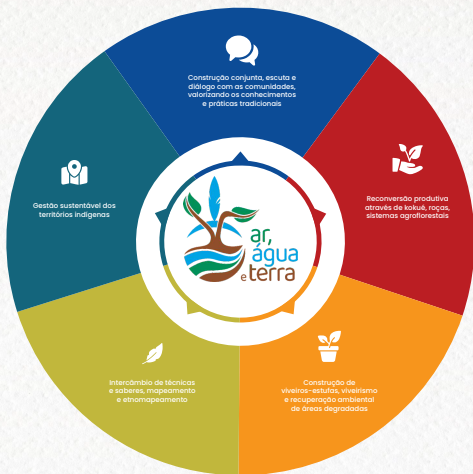 Construção conjunta, escuta e
diálogo com as comunidades,
valorizando os conhecimentos
e práticas tradicionais
Gestão sustentável dos
territórios indígenas
Reconversão produtiva
através de kokuê, roças,
sistemas agroflorestais
ar,
água
e terra
Intercâmbio de técnicas
e saberes, mapeamento
e etnomapeamento
Construção de
viveiros-estufas, viveirismo
e recuperação ambiental
de áreas degradadas